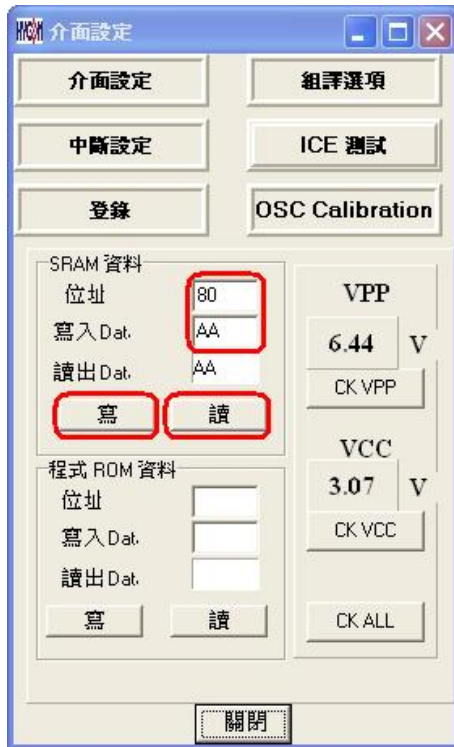 介面設定
介面設定 組譯選項
中斷設定 ICE 測試
登錄 OSC Calibration
SRAM 資料
位址 80
寫入Dat. AA
讀出Dat. AA
寫 讀
程式 ROM 資料
位址
寫入Dat.
讀出Dat.
寫 讀
VPP
6.44 V
CK VPP
VCC
3.07 V
CK VCC
CK ALL
關閉